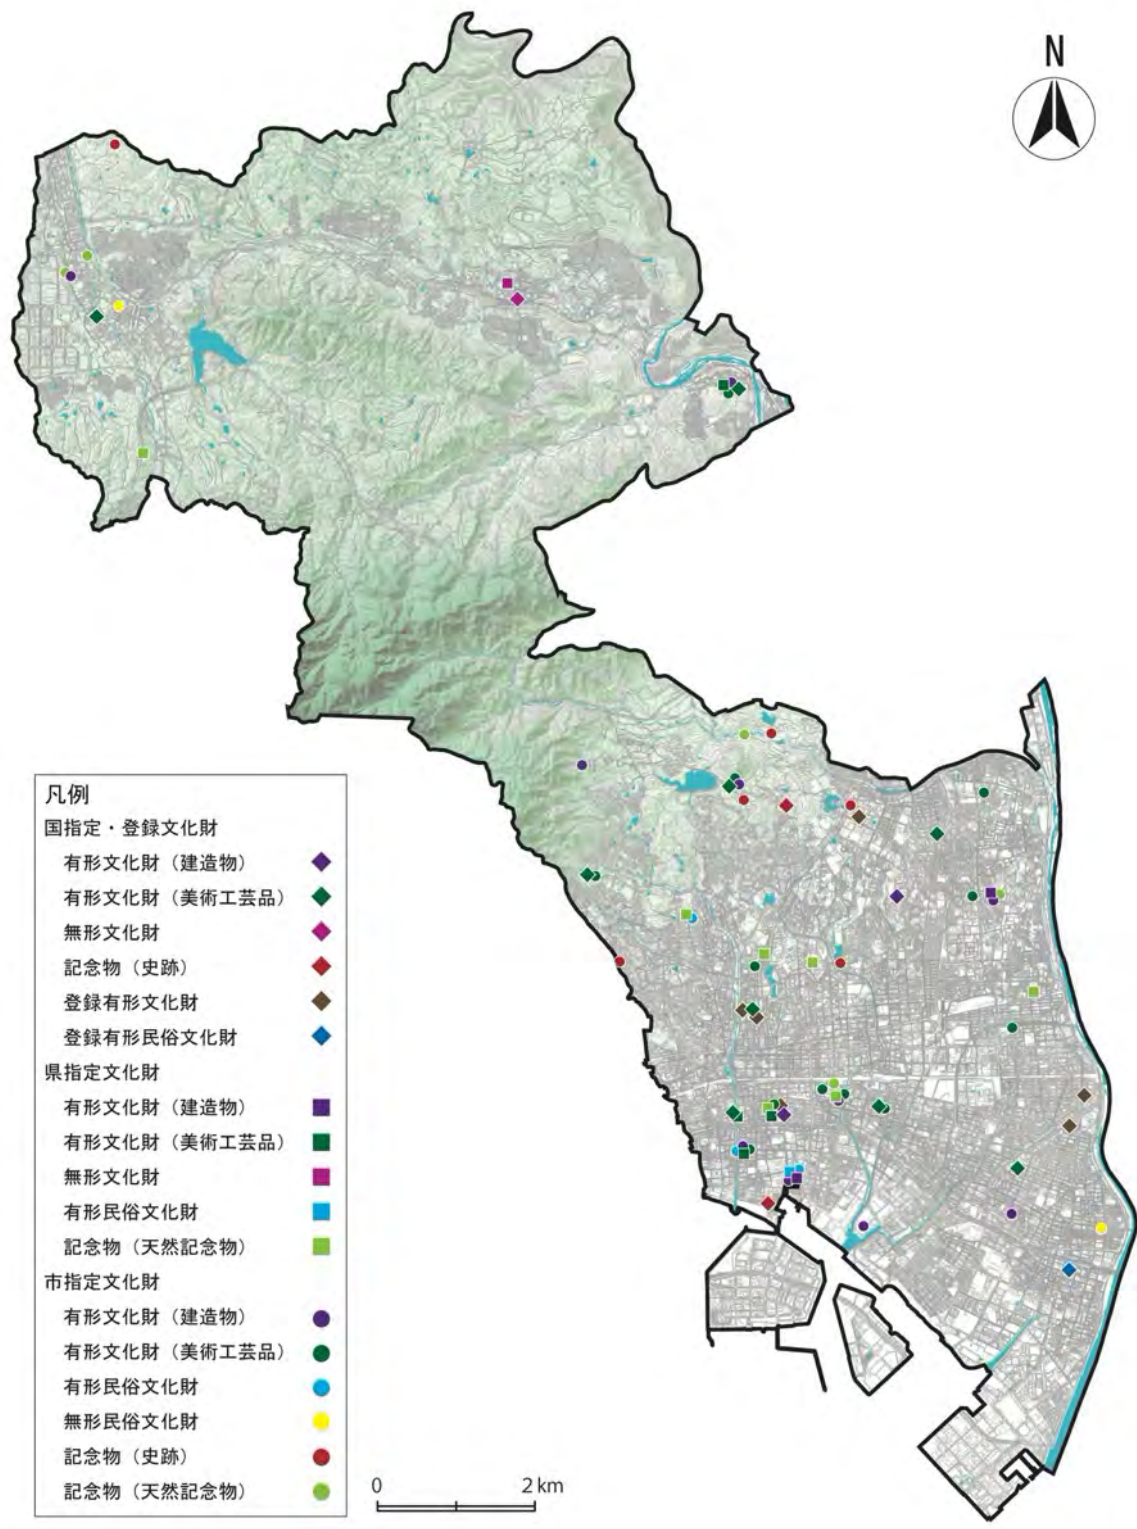 N
凡例
国指定・登録文化財
有形文化財（建造物）
有形文化財（美術工芸品）
無形文化財
記念物（史跡）
登録有形文化財
登録有形民俗文化財
県指定文化財
有形文化財（建造物）
有形文化財（美術工芸品）
無形文化財
有形民俗文化財
記念物（天然記念物）
市指定文化財
有形文化財（建造物）
有形文化財（美術工芸品）
有形民俗文化財
無形民俗文化財
記念物（史跡）
記念物（天然記念物）
0 2 km